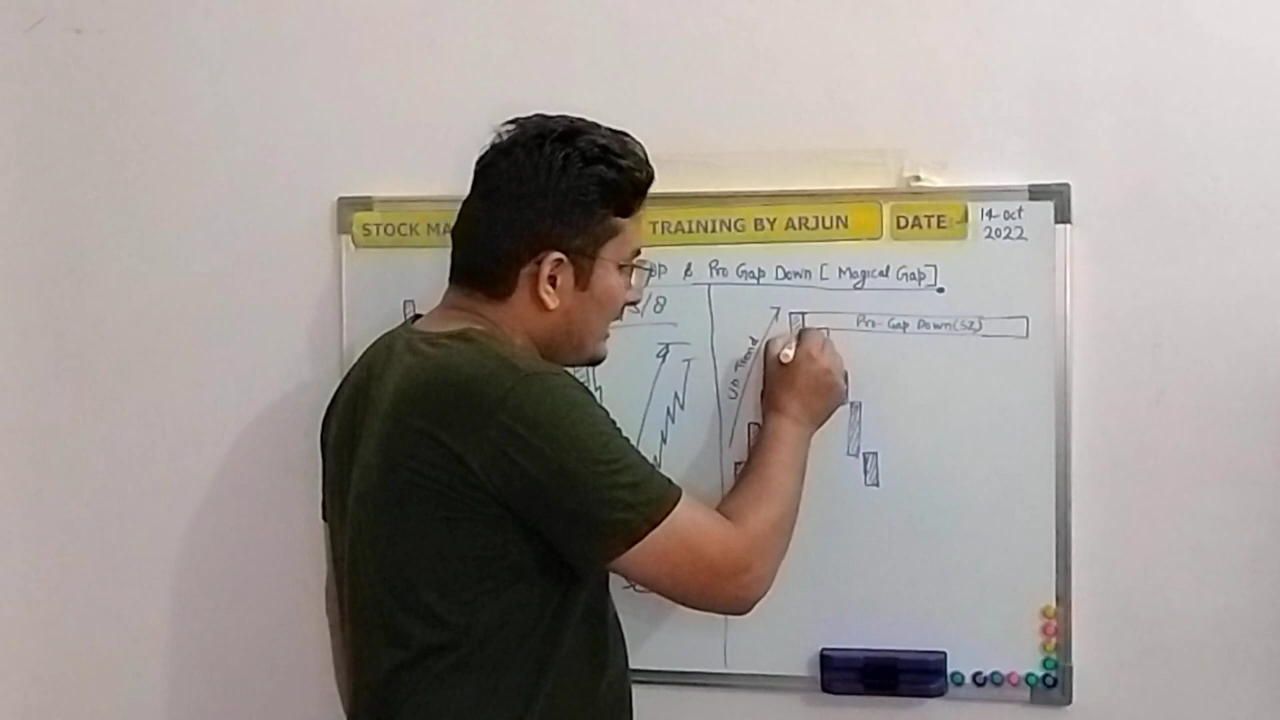 STOCK MA TRAINING BY ARJUN DATE 14-oct
2022
& Pro Gap Down [ Magical Gap ]
Pro-Gap Down(SZ)
Up Trend